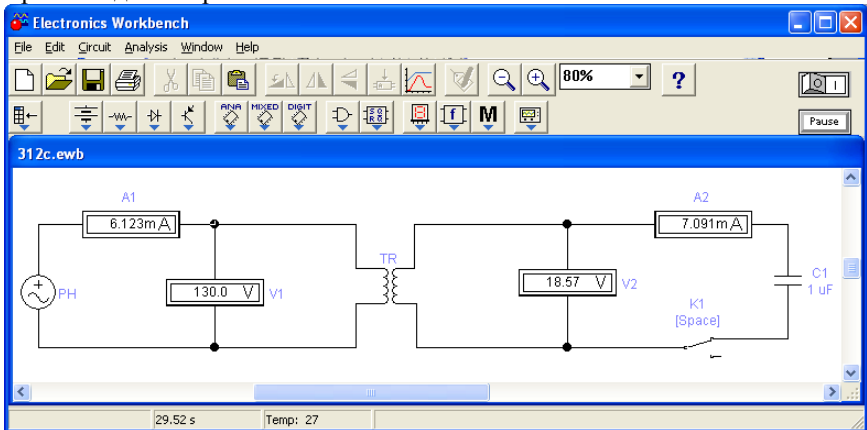 Electronics Workbench
File Edit Circuit Analysis Window Help
80%
?
ANA MIXED DIGIT
M
Pause
312c.ewb
A1
6.123m A
A2
7.091m A
TR
PH
130.0 V
V1
18.57 V
V2
C1
1 uF
K1
[Space]
29.52 s
Temp: 27